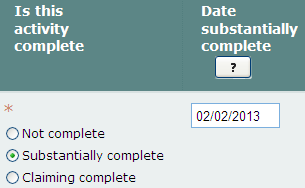 Is this
activity
complete
Date
substantially
complete
?
*
02/02/2013
Not complete
Substantially complete
Claiming complete